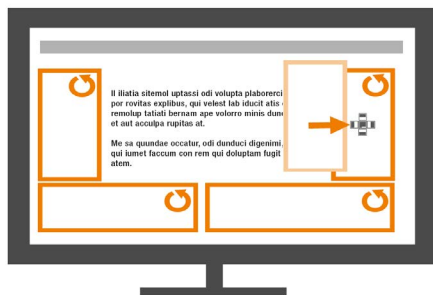 Il iliatia sitemol uptassi odi volupta plaborerci
por rovitas explibus, qui velest lab iducit atis
remolup tatiati bernam ape volorro minis dun
et aut acculpa rupitas at.
Me sa quundae occatur, odi dunduci digenimi,
qui iumet faccum con rem qui doluptam fugit
atem.